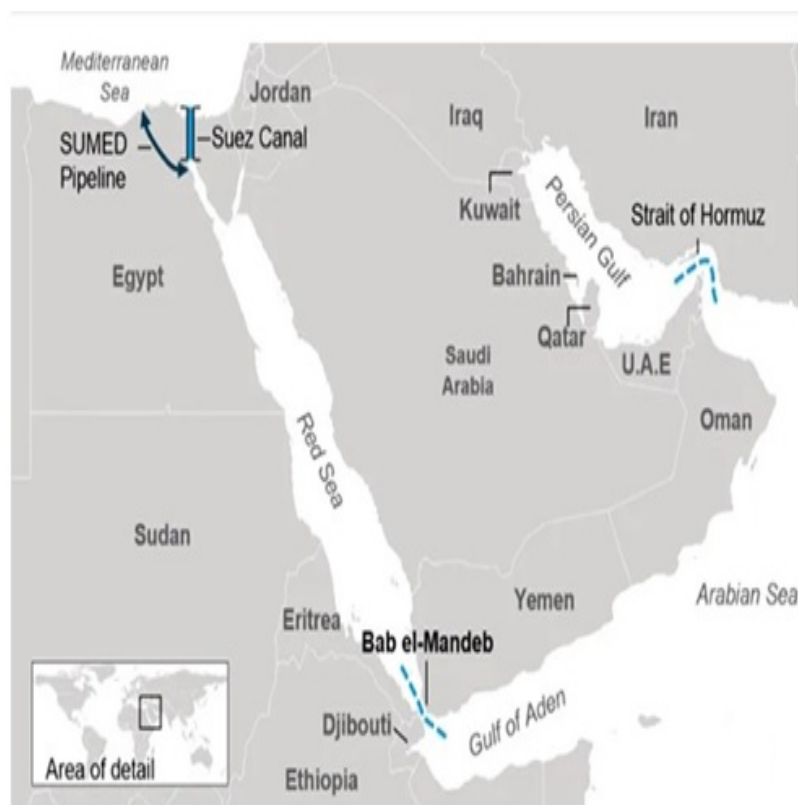 Mediterranean
Sea
Jordan
Iraq
Iran
SUMED
Pipeline
Suez Canal
Kuwait
Persian Gulf
Strait of Hormuz
Egypt
Bahrain
Qatar
Saudi
Arabia
U.A.E
Oman
Red Sea
Sudan
Eritrea
Yemen
Arabian Sea
Bab el-Mandeb
Djibouti
Gulf of Aden
Ethiopia
Area of detail